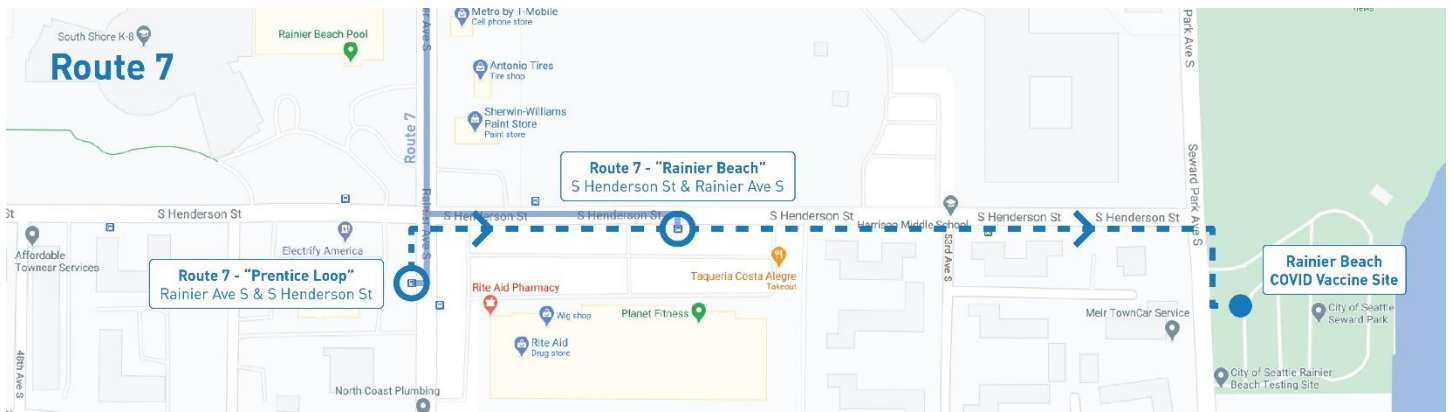 South Shore K-8
Route 7
Rainier Beach Pool
Metro by T-Mobile
Cell phone store
Antonio Tires
Tire shop
Sherwin-Williams
Paint Store
Paint store
Route 7
er Ave S
Rainier Ave S
Park Ave S
Seward Park Ave S
Route 7 - “Rainier Beach”
S Henderson St & Rainier Ave S
St
S Henderson St
S Henderson St
S Henderson St
S Henderson St
Harrison Middle School
S Henderson St
S Henderson St
Affordable
Towncar Services
Electrify America
Route 7 - “Prentice Loop”
Rainier Ave S & S Henderson St
Taqueria Costa Alegre
Takeout
53rd Ave S
Rainier Beach
COVID Vaccine Site
Rite Aid Pharmacy
Wig shop
Planet Fitness
Meir TownCar Service
City of Seattle
Seward Park
Rite Aid
Drug store
48th Ave S
North Coast Plumbing
City of Seattle Rainier
Beach Testing Site